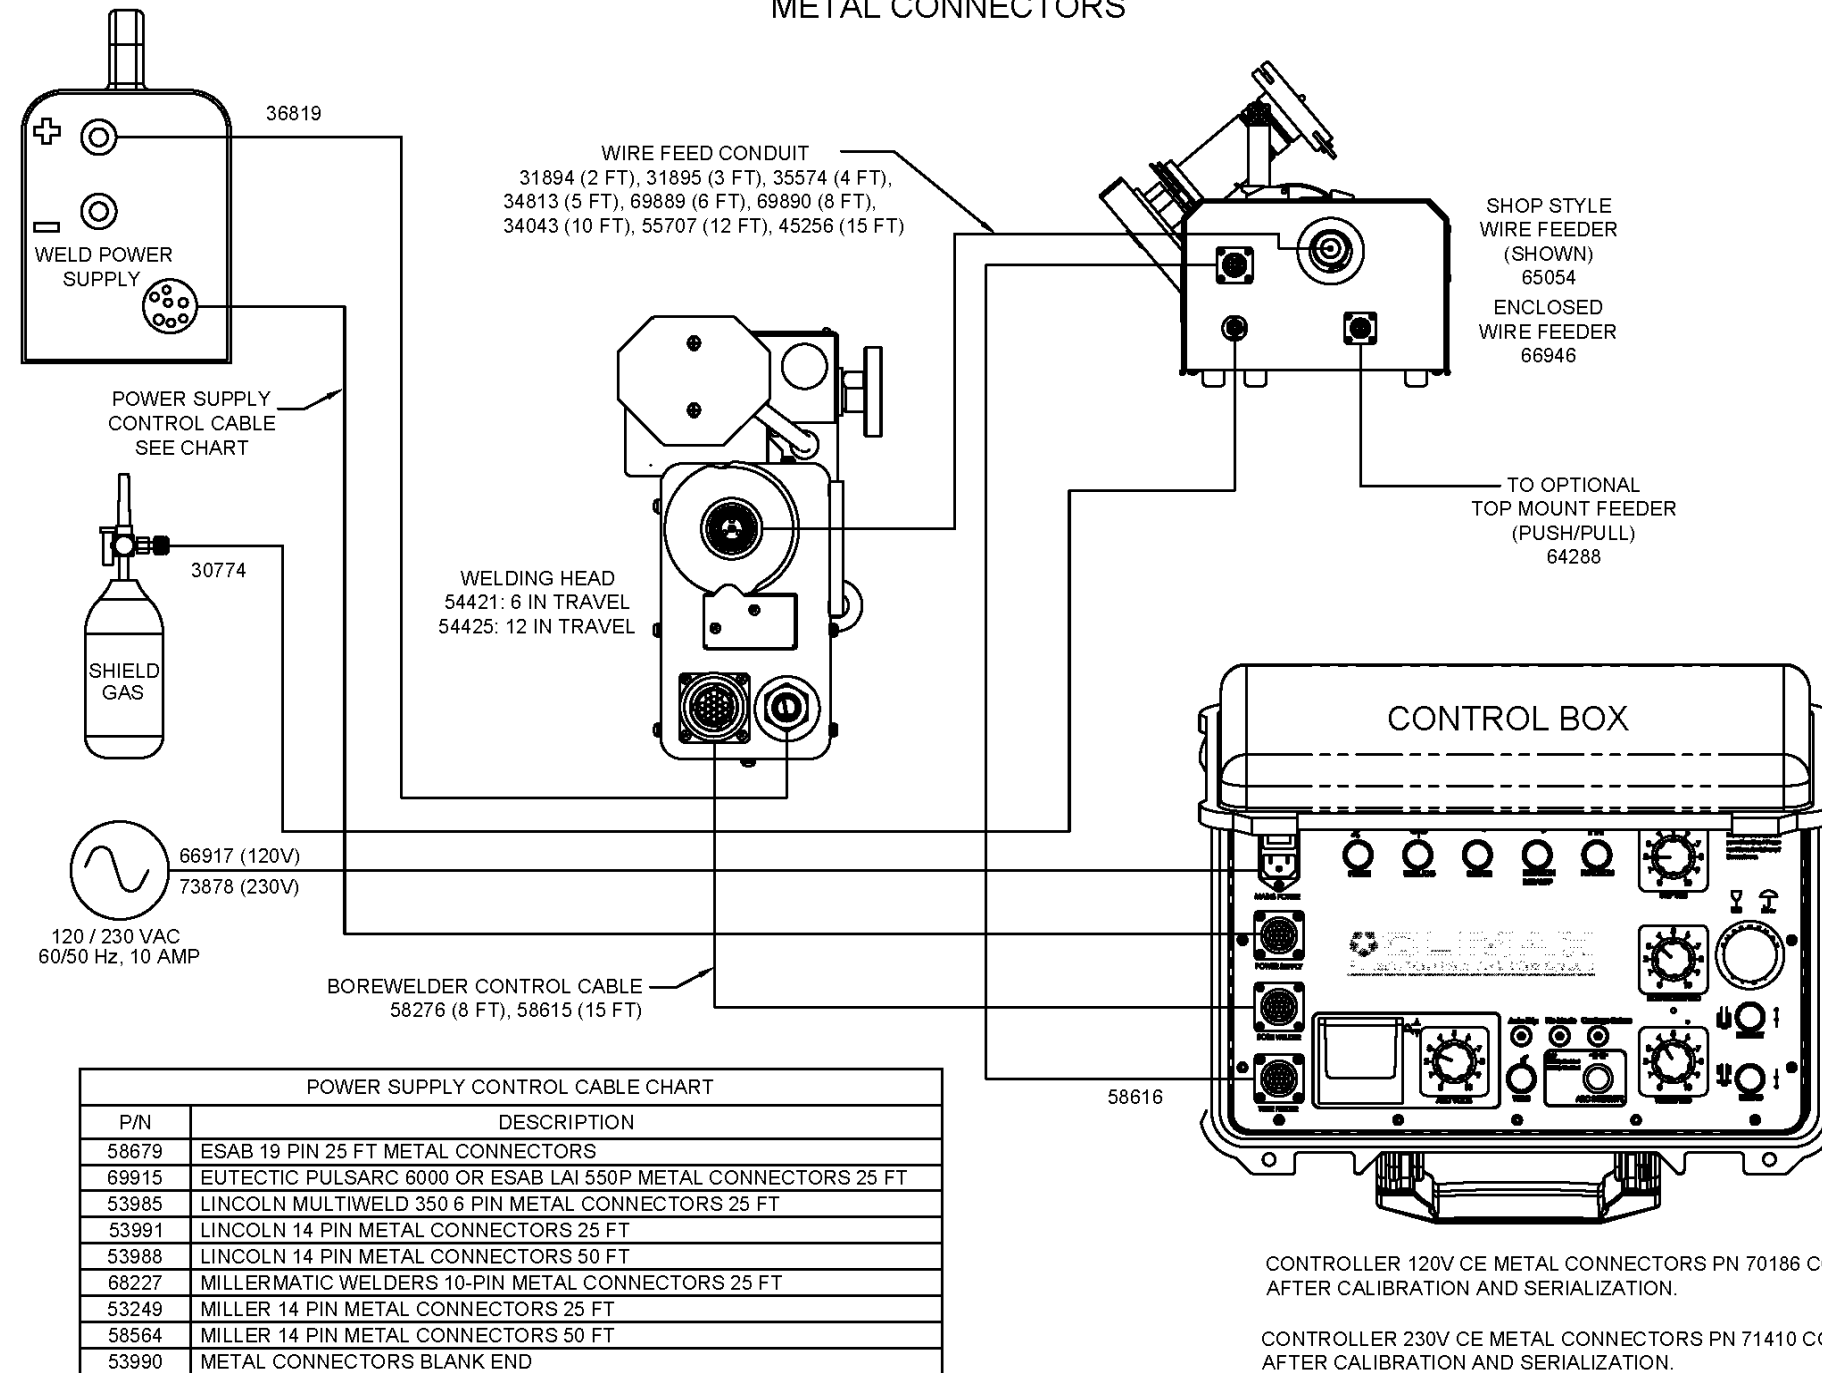 METAL CONNECTORS
36819
WIRE FEED CONDUIT
31894 (2 FT), 31895 (3 FT), 35574 (4 FT),
34813 (5 FT), 69889 (6 FT), 69890 (8 FT),
34043 (10 FT), 55707 (12 FT), 45256 (15 FT)
SHOP STYLE
WIRE FEEDER
(SHOWN)
65054
ENCLOSED
WIRE FEEDER
66946
WELD POWER
SUPPLY
POWER SUPPLY
CONTROL CABLE
SEE CHART
TO OPTIONAL
TOP MOUNT FEEDER
(PUSH/PULL)
64288
30774
WELDING HEAD
54421: 6 IN TRAVEL
54425: 12 IN TRAVEL
SHIELD
GAS
CONTROL BOX
66917 (120V)
73878 (230V)
120 / 230 VAC
60/50 Hz, 10 AMP
MAINS POWER
POWER SUPPLY
BORE WELDER
WIRE FEEDER
BOREWELDER CONTROL CABLE
58276 (8 FT), 58615 (15 FT)
58616
POWER SUPPLY CONTROL CABLE CHART
P/N DESCRIPTION
58679 ESAB 19 PIN 25 FT METAL CONNECTORS
69915 EUTECTIC PULSARC 6000 OR ESAB LAI 550P METAL CONNECTORS 25 FT
53985 LINCOLN MULTIWELD 350 6 PIN METAL CONNECTORS 25 FT
53991 LINCOLN 14 PIN METAL CONNECTORS 25 FT
53988 LINCOLN 14 PIN METAL CONNECTORS 50 FT
68227 MILLERMATIC WELDERS 10-PIN METAL CONNECTORS 25 FT
53249 MILLER 14 PIN METAL CONNECTORS 25 FT
58564 MILLER 14 PIN METAL CONNECTORS 50 FT
53990 METAL CONNECTORS BLANK END
CONTROLLER 120V CE METAL CONNECTORS PN 70186
AFTER CALIBRATION AND SERIALIZATION.
CONTROLLER 230V CE METAL CONNECTORS PN 71410
AFTER CALIBRATION AND SERIALIZATION.